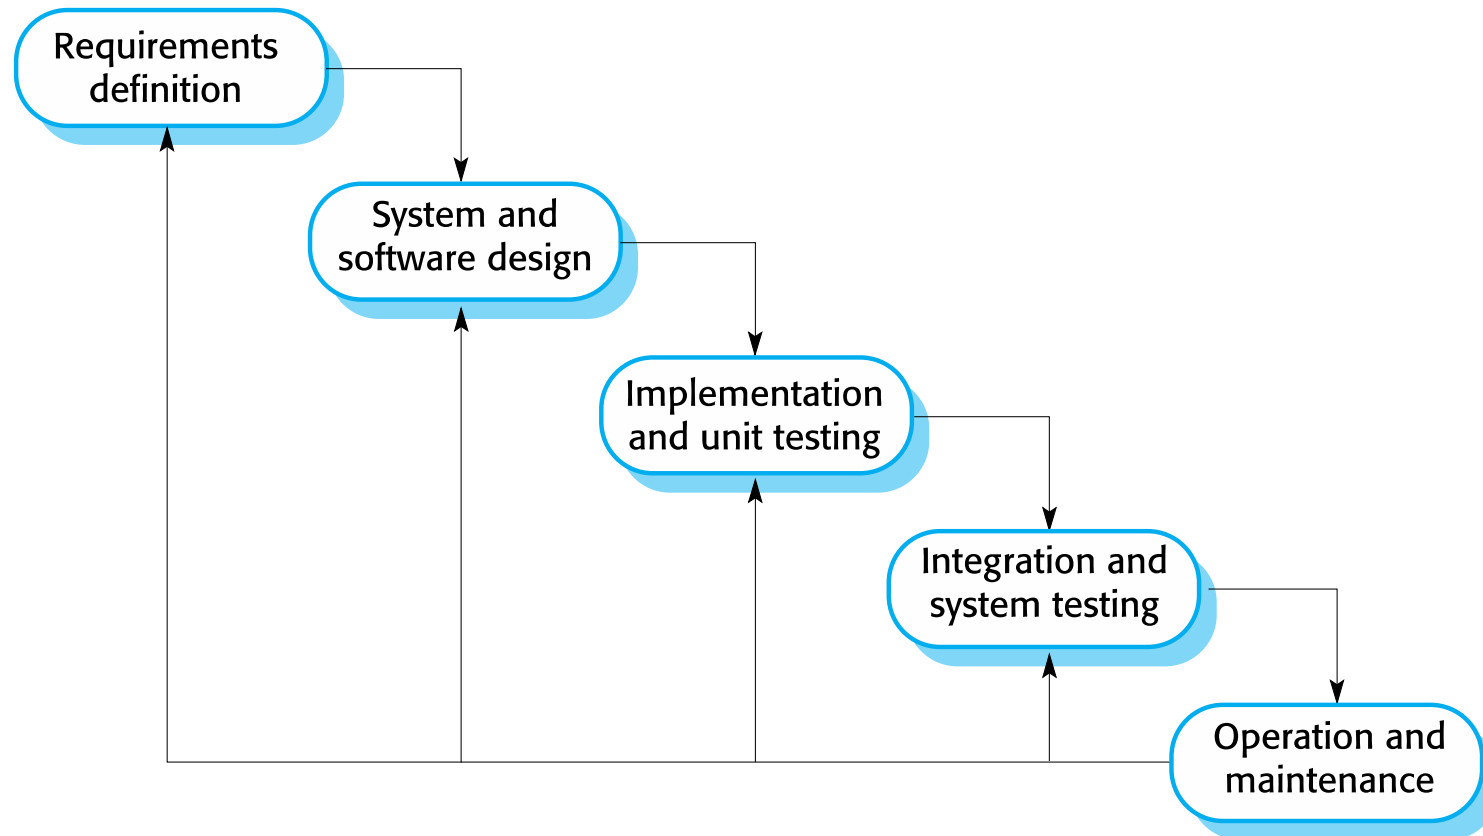 Requirements
definition
System and
software design
Implementation
and unit testing
Integration and
system testing
Operation and
maintenance